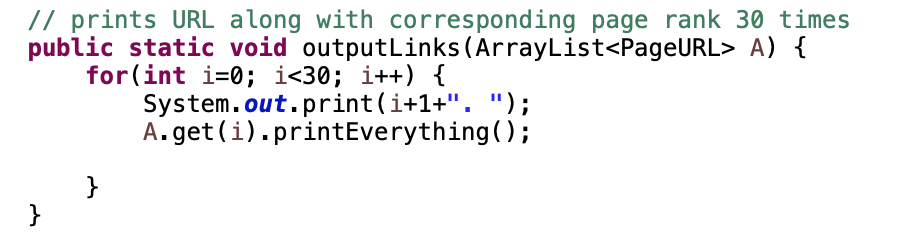 // prints URL along with corresponding page rank 30 times
public static void outputLinks(ArrayList<PageURL> A) {
    for(int i=0; i<30; i++) {
        System.out.print(i+1+". ");
        A.get(i).printEverything();

    }
}